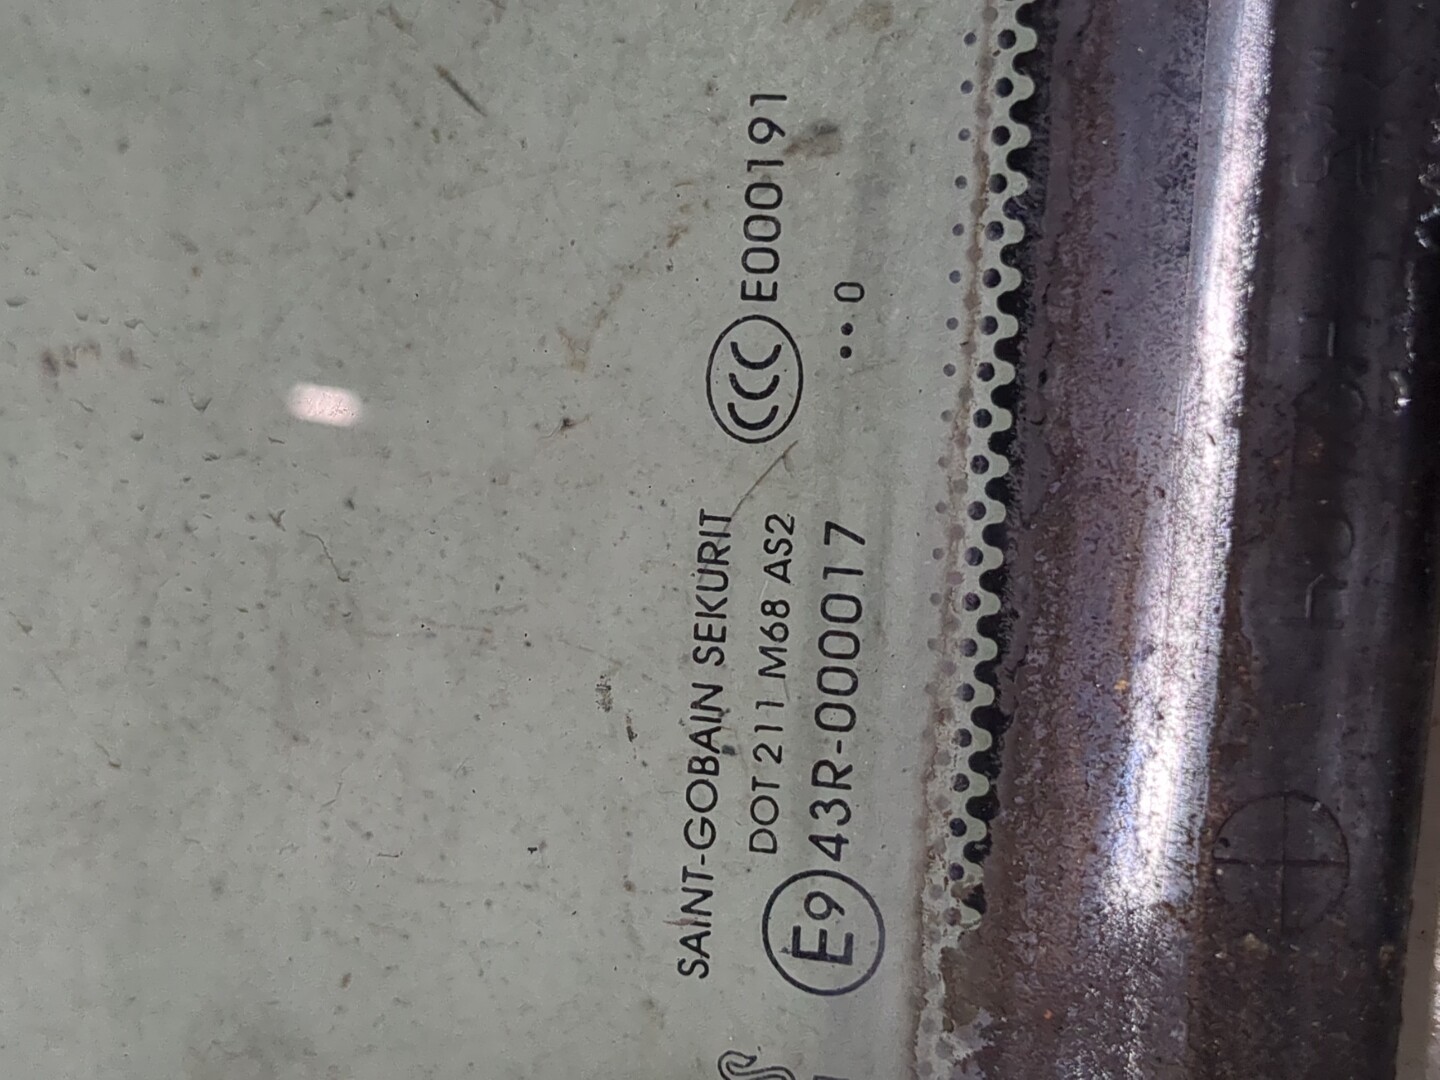 SAINT-GOBAIN SEKURIT
DOT 211 M68 AS2
E9 43R-000017
CCC E000191
••• 0